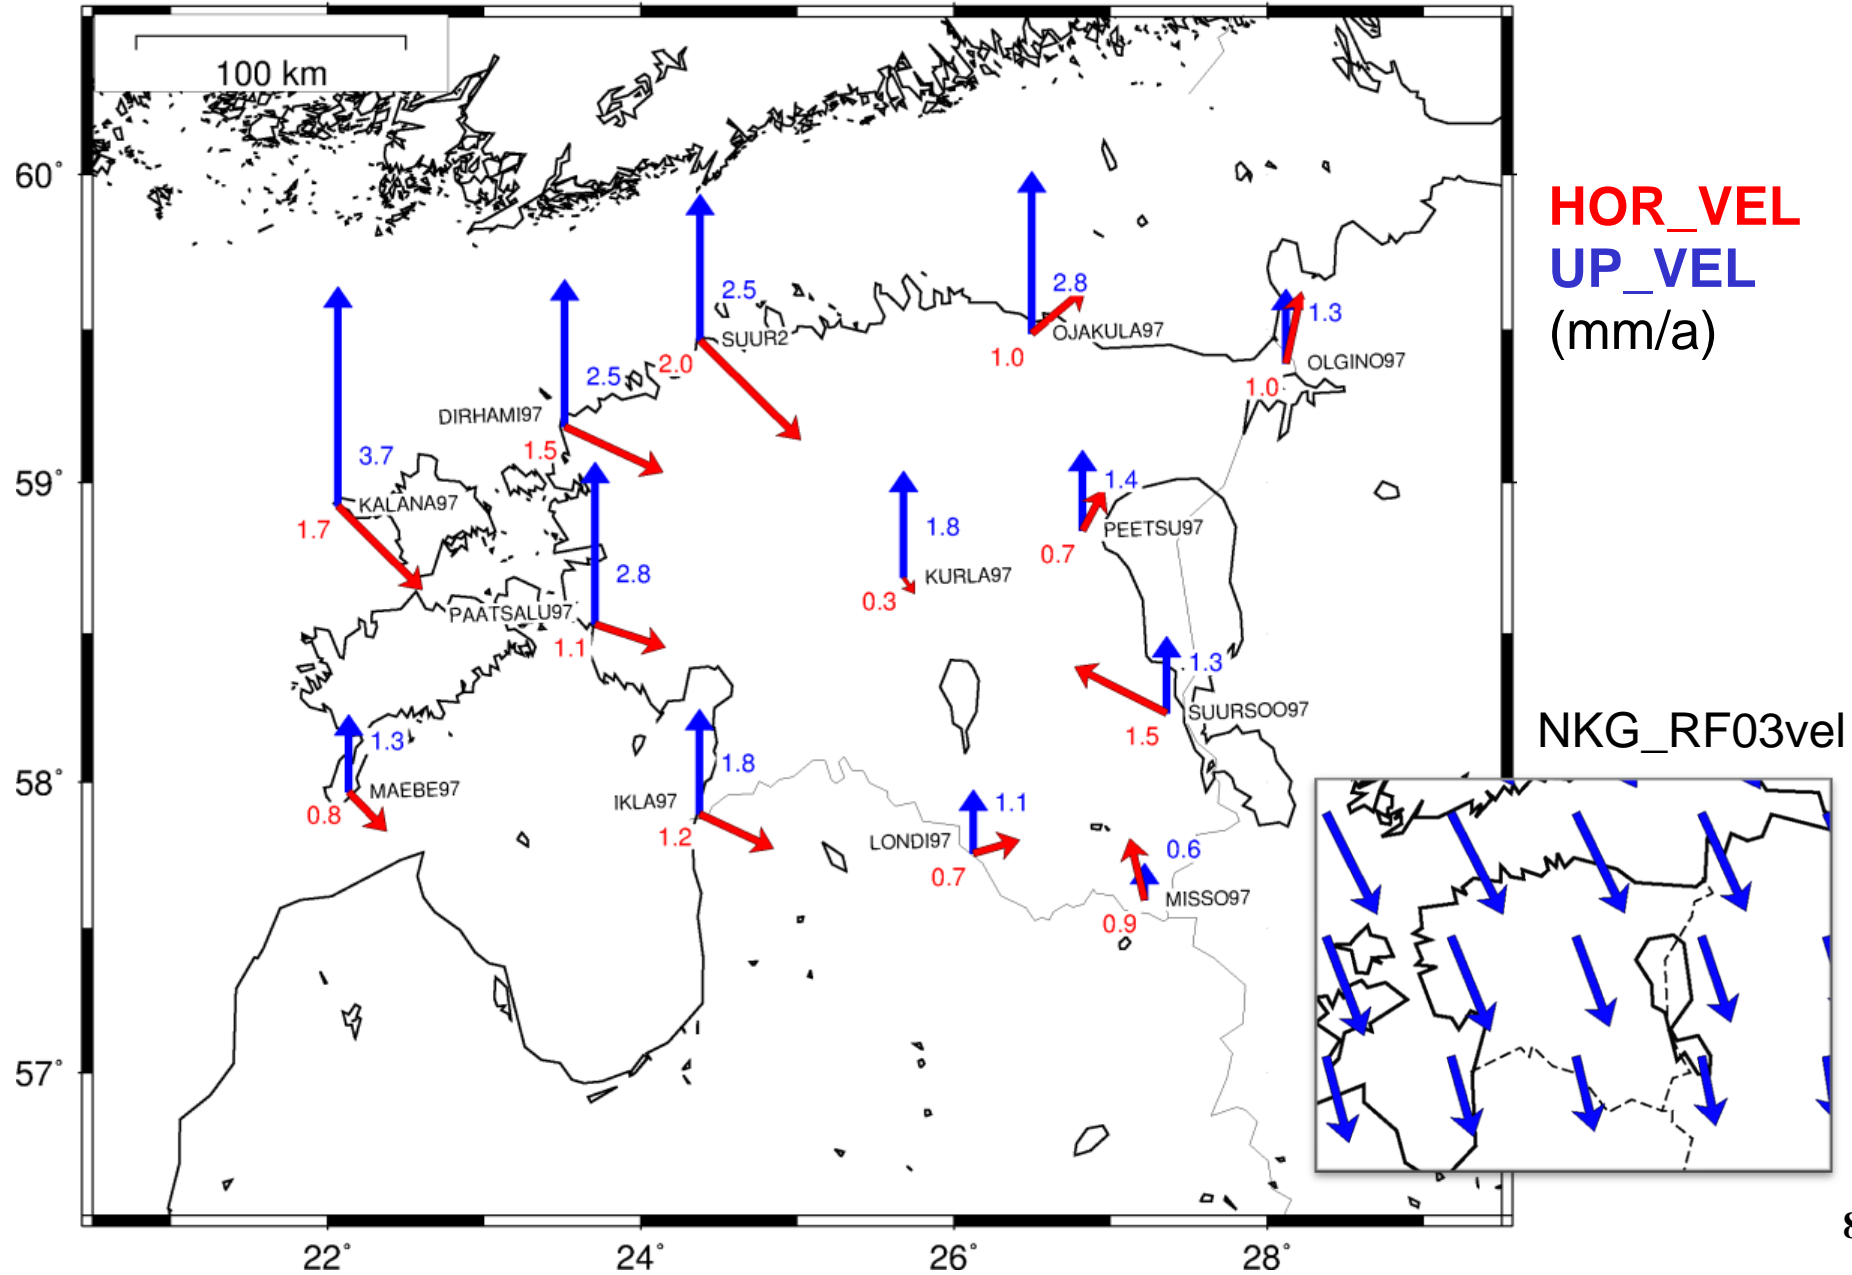 100 km
60°
HOR_VEL
UP_VEL
(mm/a)
2.8
2.5
1.3
SUUR2
OJAKULA97
2.0
1.0
OLGINO97
2.5
1.0
DIRHAMI97
1.5
3.7
59°
1.4
KALANA97
1.7
1.8
PEETSU97
0.7
2.8
KURLA97
0.3
PAATSALU97
1.1
1.3
SUURSOO97
1.5
NKG_RF03vel
1.3
1.8
58°
MAEBE97
IKLA97
1.1
0.8
1.2
LONDI97
0.6
0.7
MISSO97
0.9
57°
22°
24°
26°
28°
8